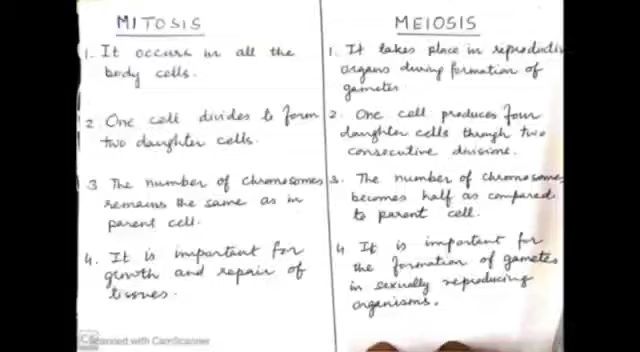 MITOSIS
1. It occurs in all the
body cells.
2 One cell divides to form
two daughter cells.
3 The number of chromosomes
remains the same as in
parent cell.
4. It is important for
growth and repair of
tissues.
MEIOSIS
1. It takes place in reproductiv
organs during formation of
gametes
2. One cell produces four
daughter cells through two
consecutive divisions.
3. The number of chromosomes
becomes half as compared
to parent cell.
4 It is important for
the formation of gametes
in sexually reproducing
organisms.
CS Scanned with CamScanner